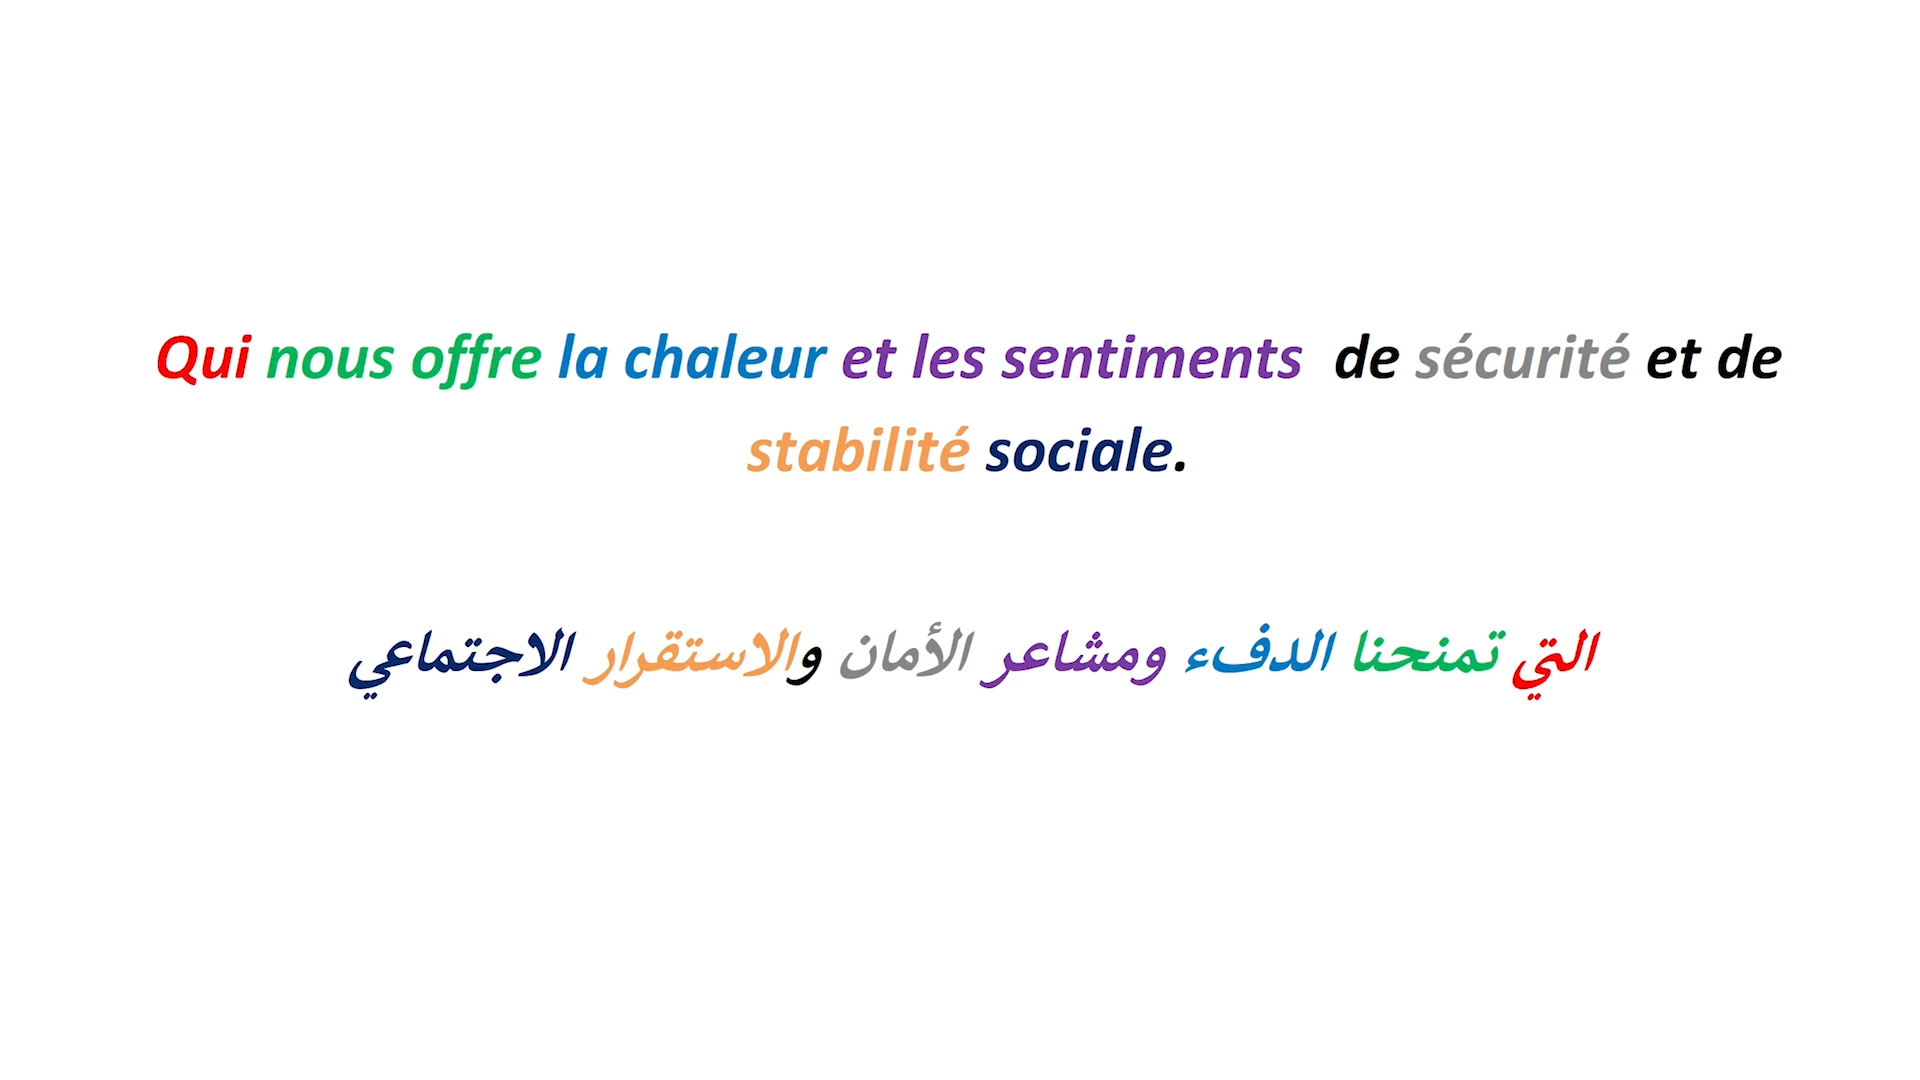 Qui nous offre la chaleur et les sentiments  de sécurité et de
stabilité sociale.
التي تمنحنا الدفء ومشاعر الأمان والاستقرار الاجتماعي